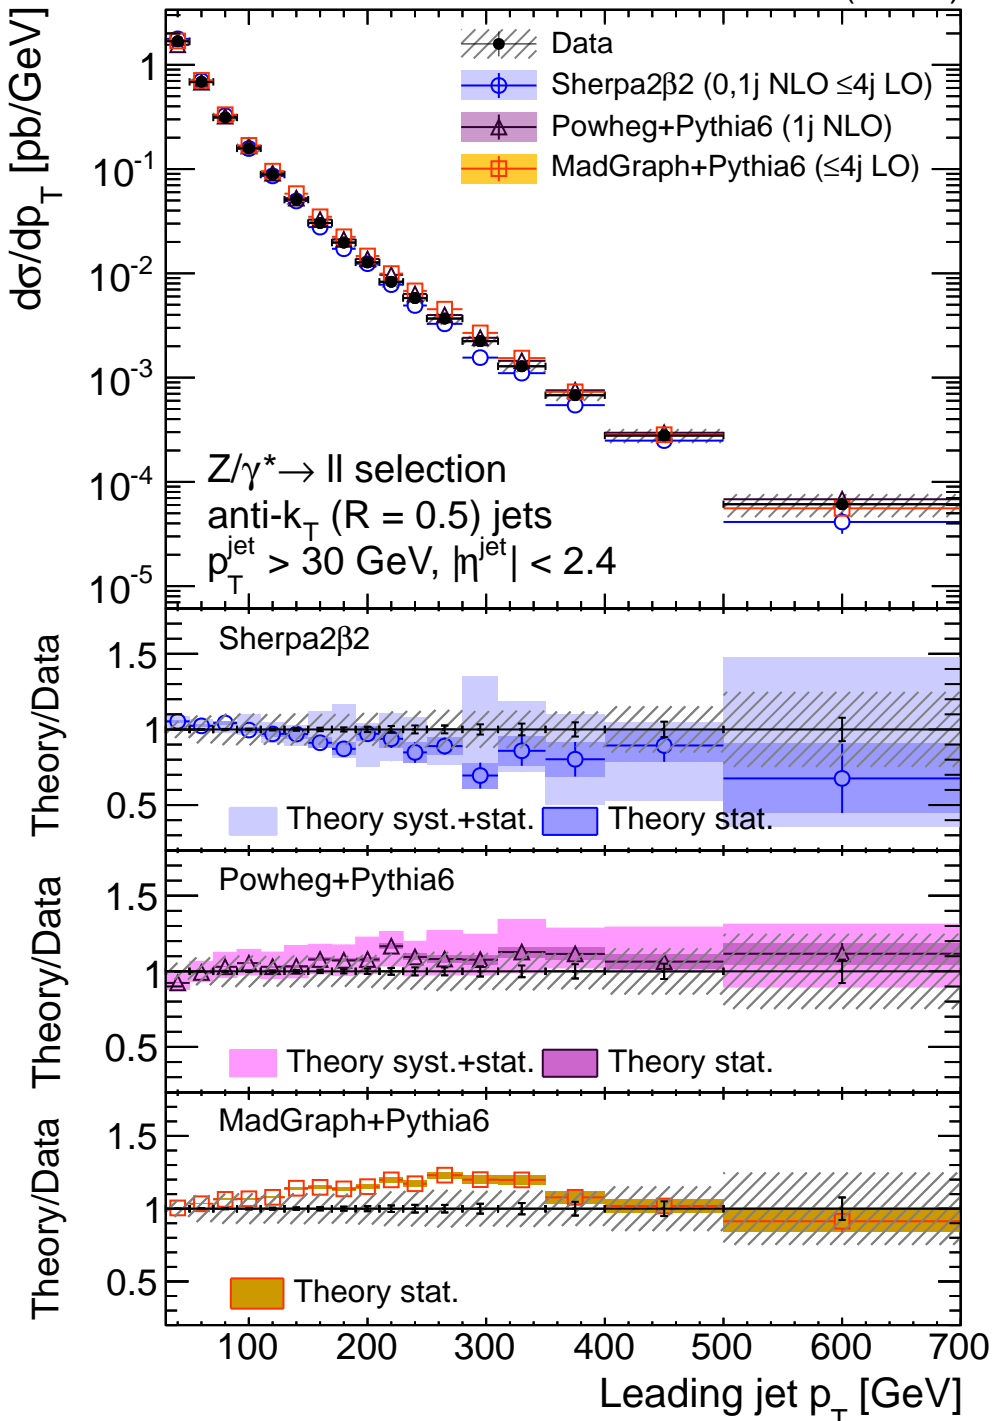 dσ/dp_T [pb/GeV]
1
10^-1
10^-2
10^-3
10^-4
10^-5
Data
Sherpa2β2 (0,1j NLO ≤4j LO)
Powheg+Pythia6 (1j NLO)
MadGraph+Pythia6 (≤4j LO)
Z/γ*→ ll selection
anti-k_T (R = 0.5) jets
p_T^jet > 30 GeV, |η^jet| < 2.4
Theory/Data
Sherpa2β2
1.5
1
0.5
Theory syst.+stat.
Theory stat.
Theory/Data
Powheg+Pythia6
1.5
1
0.5
Theory syst.+stat.
Theory stat.
Theory/Data
MadGraph+Pythia6
1.5
1
0.5
Theory stat.
100 200 300 400 500 600 700
Leading jet p_T [GeV]